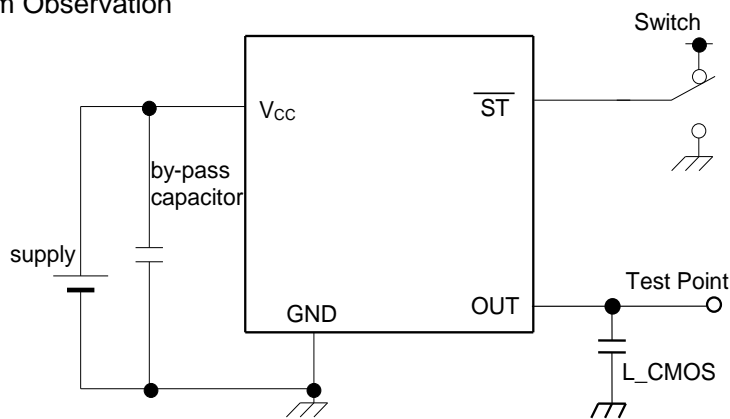 Observation
Switch
VCC
ST
by-pass
capacitor
supply
Test Point
GND
OUT
L_CMOS